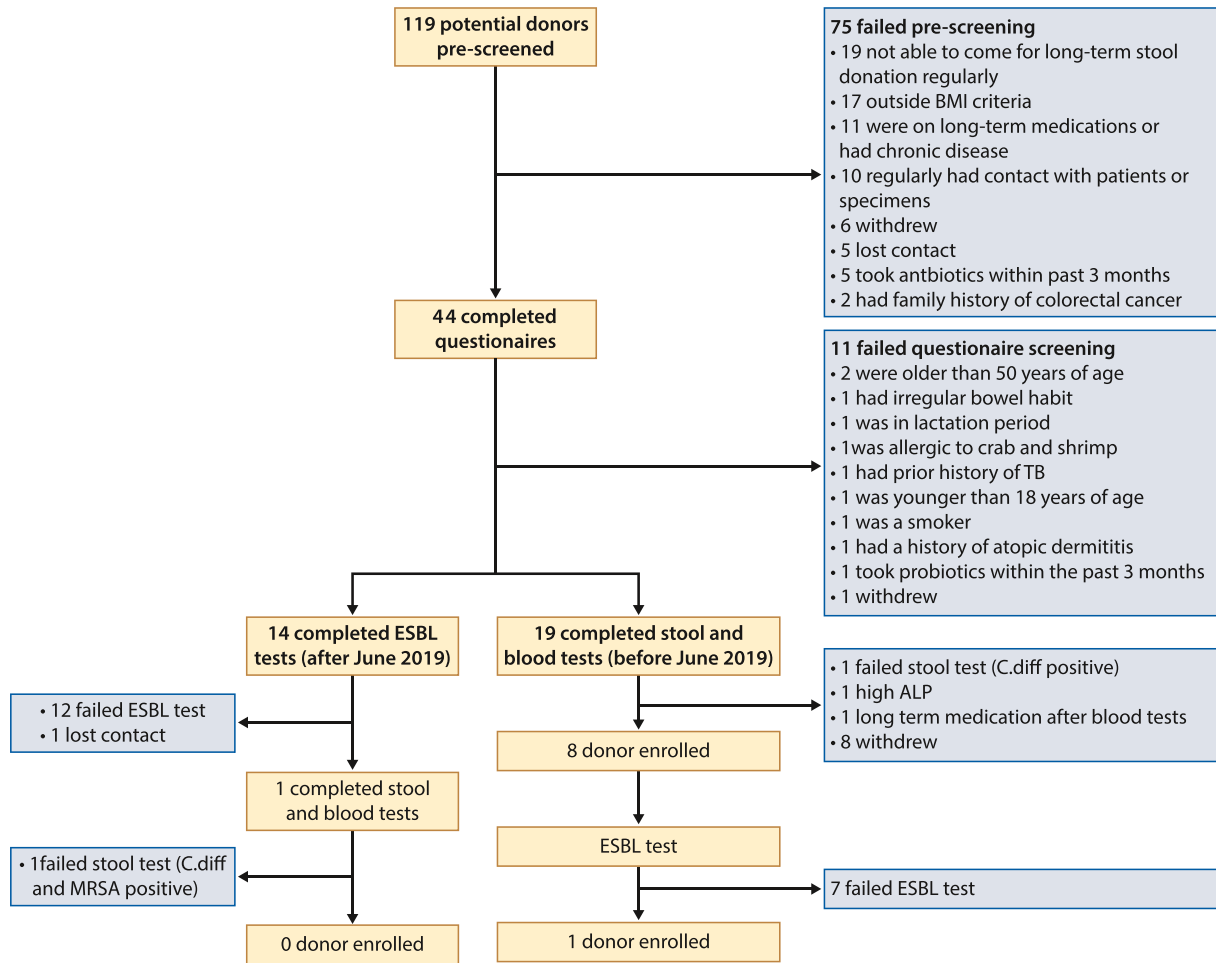 119 potential donors
pre-screened
75 failed pre-screening
• 19 not able to come for long-term stool
donation regularly
• 17 outside BMI criteria
• 11 were on long-term medications or
had chronic disease
• 10 regularly had contact with patients or
specimens
• 6 withdrew
• 5 lost contact
• 5 took antbiotics within past 3 months
• 2 had family history of colorectal cancer
44 completed
questionaires
11 failed questionaire screening
• 2 were older than 50 years of age
• 1 had irregular bowel habit
• 1 was in lactation period
• 1was allergic to crab and shrimp
• 1 had prior history of TB
• 1 was younger than 18 years of age
• 1 was a smoker
• 1 had a history of atopic dermititis
• 1 took probiotics within the past 3 months
• 1 withdrew
14 completed ESBL
tests (after June 2019)
19 completed stool and
blood tests (before June 2019)
• 12 failed ESBL test
• 1 lost contact
• 1 failed stool test (C.diff positive)
• 1 high ALP
• 1 long term medication after blood tests
• 8 withdrew
8 donor enrolled
1 completed stool
and blood tests
ESBL test
• 1failed stool test (C.diff
and MRSA positive)
7 failed ESBL test
0 donor enrolled
1 donor enrolled